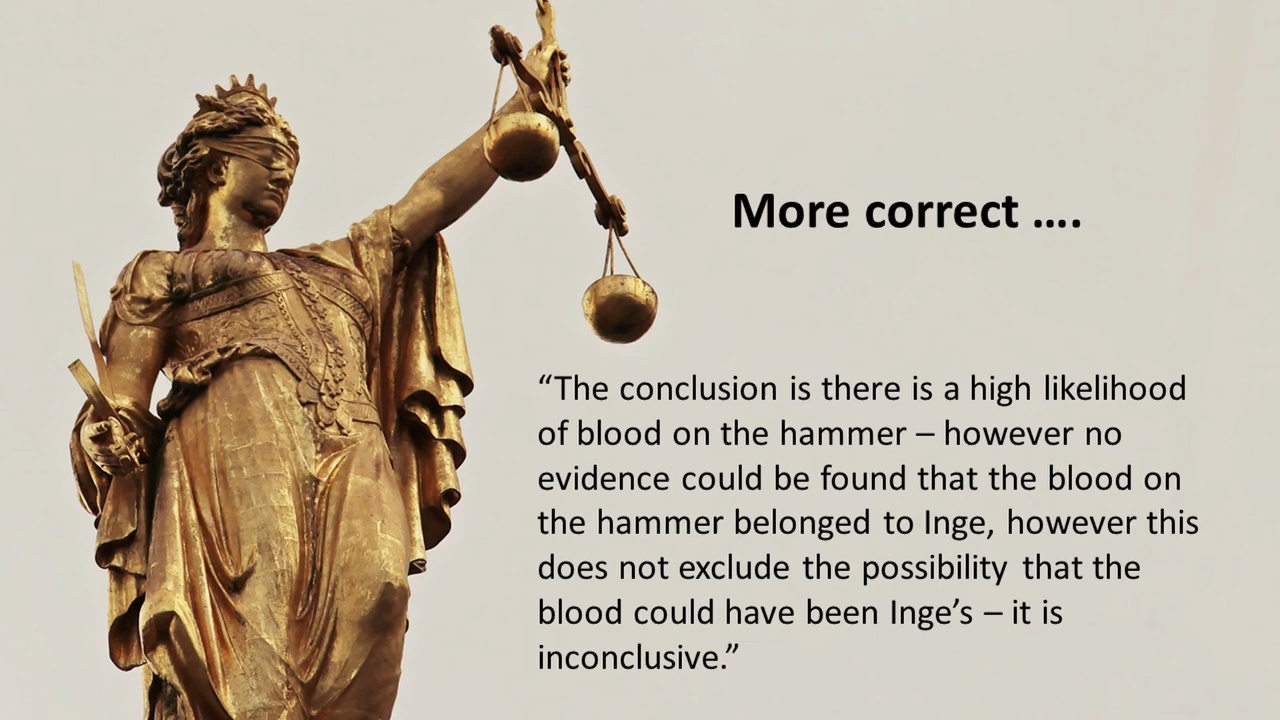 More correct ....
“The conclusion is there is a high likelihood
of blood on the hammer – however no
evidence could be found that the blood on
the hammer belonged to Inge, however this
does not exclude the possibility that the
blood could have been Inge’s – it is
inconclusive.”